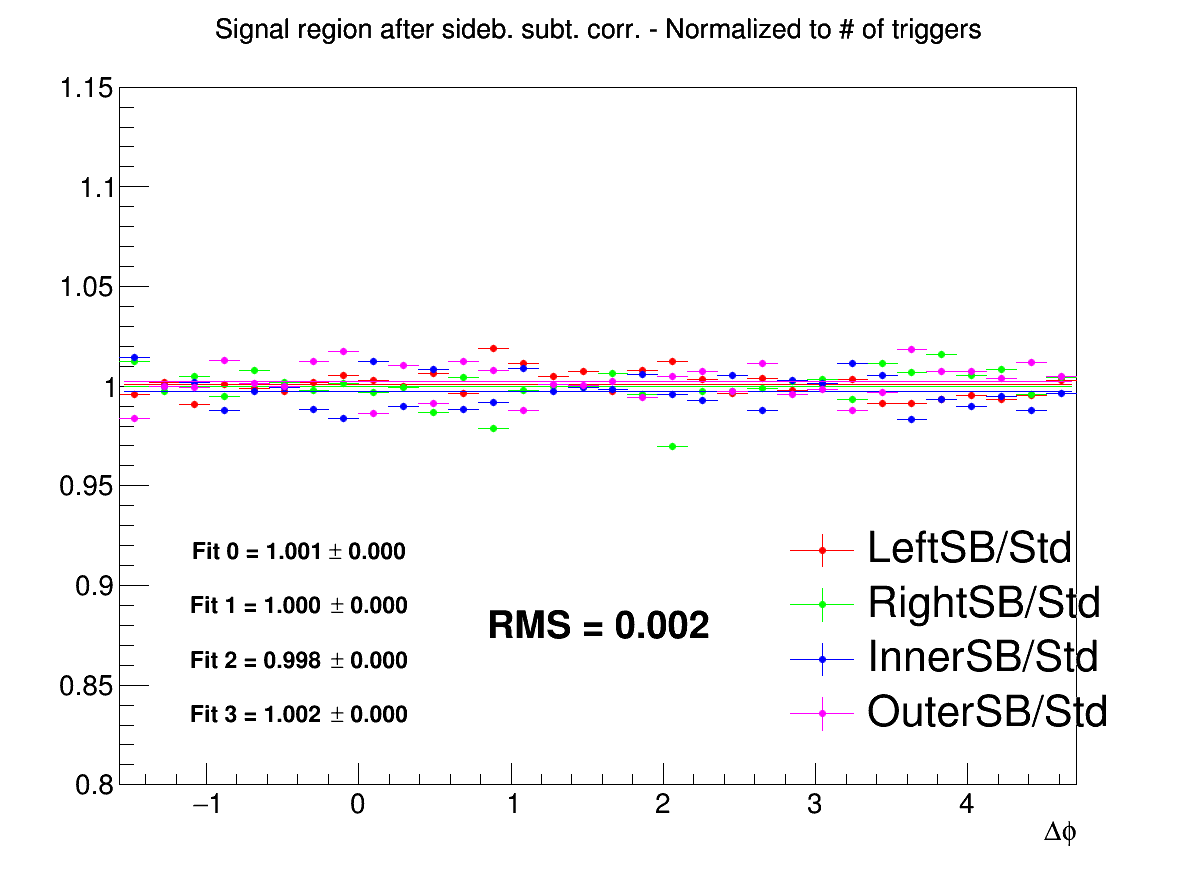 Signal region after sideb. subt. corr. - Normalized to # of triggers
1.15
1.1
1.05
1
0.95
0.9
0.85
0.8
Fit 0 = 1.001 ± 0.000
Fit 1 = 1.000 ± 0.000
Fit 2 = 0.998 ± 0.000
Fit 3 = 1.002 ± 0.000
RMS = 0.002
LeftSB/Std
RightSB/Std
InnerSB/Std
OuterSB/Std
−1 0 1 2 3 4
Δϕ